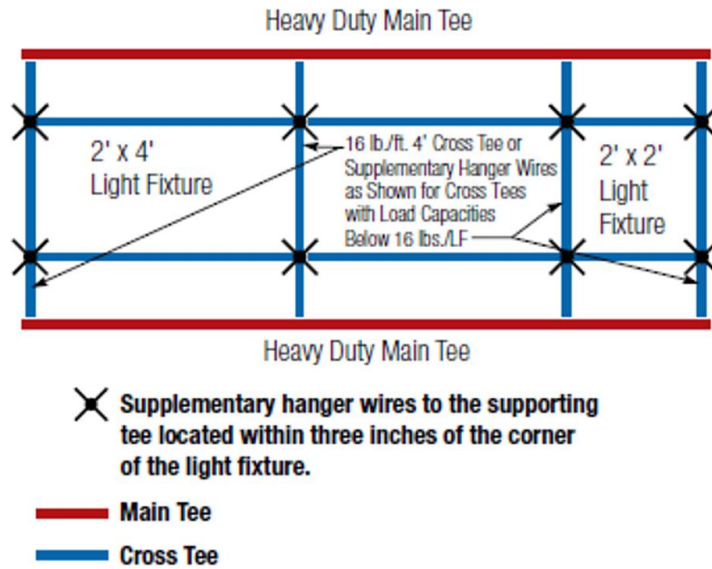 Heavy Duty Main Tee
2' x 4'
Light Fixture
16 lb./ft. 4' Cross Tee or
Supplementary Hanger Wires
as Shown for Cross Tees
with Load Capacities
Below 16 lbs./LF
2' x 2'
Light
Fixture
Heavy Duty Main Tee
Supplementary hanger wires to the supporting
tee located within three inches of the corner
of the light fixture.
Main Tee
Cross Tee